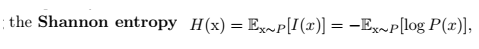 the Shannon entropy H(x) = 𝔼x∼P[I(x)] = −𝔼x∼P[log P(x)],